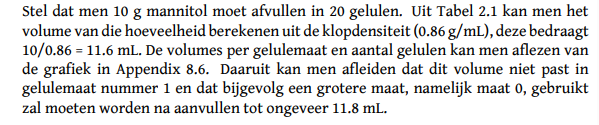 Stel dat men 10 g mannitol moet afvullen in 20 gelulen. Uit Tabel 2.1 kan men het
volume van die hoeveelheid berekenen uit de klopdensiteit (0.86 g/mL), deze bedraagt
10/0.86 = 11.6 mL. De volumes per gelulemaat en aantal gelulen kan men aflezen van
de grafiek in Appendix 8.6. Daaruit kan men afleiden dat dit volume niet past in
gelulemaat nummer 1 en dat bijgevolg een grotere maat, namelijk maat 0, gebruikt
zal moeten worden na aanvullen tot ongeveer 11.8 mL.